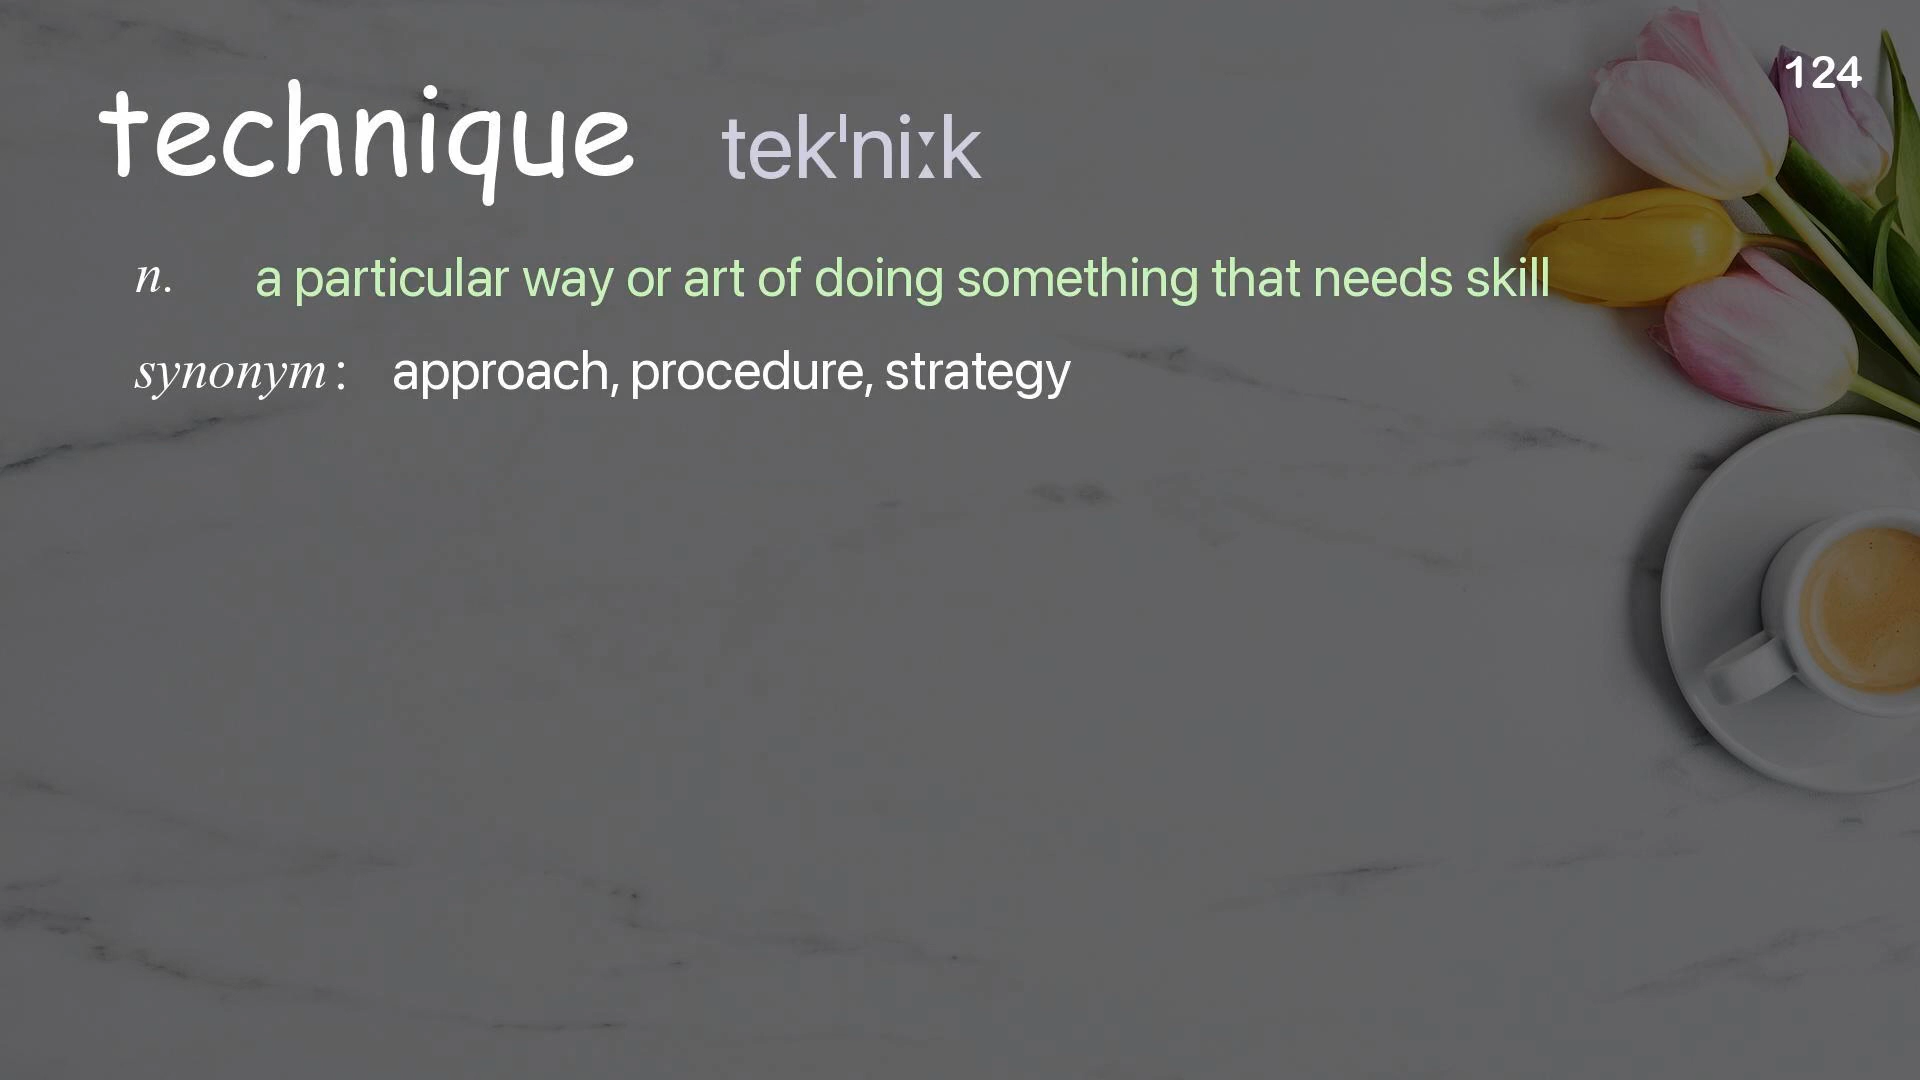 124
technique tekˈniːk
n. a particular way or art of doing something that needs skill
synonym : approach, procedure, strategy